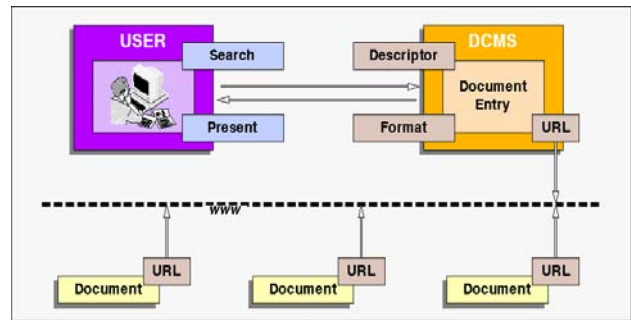 USER
DCMS
Search
Descriptor
Document
Entry
Present
Format
URL
WWW
URL
URL
URL
Document
Document
Document